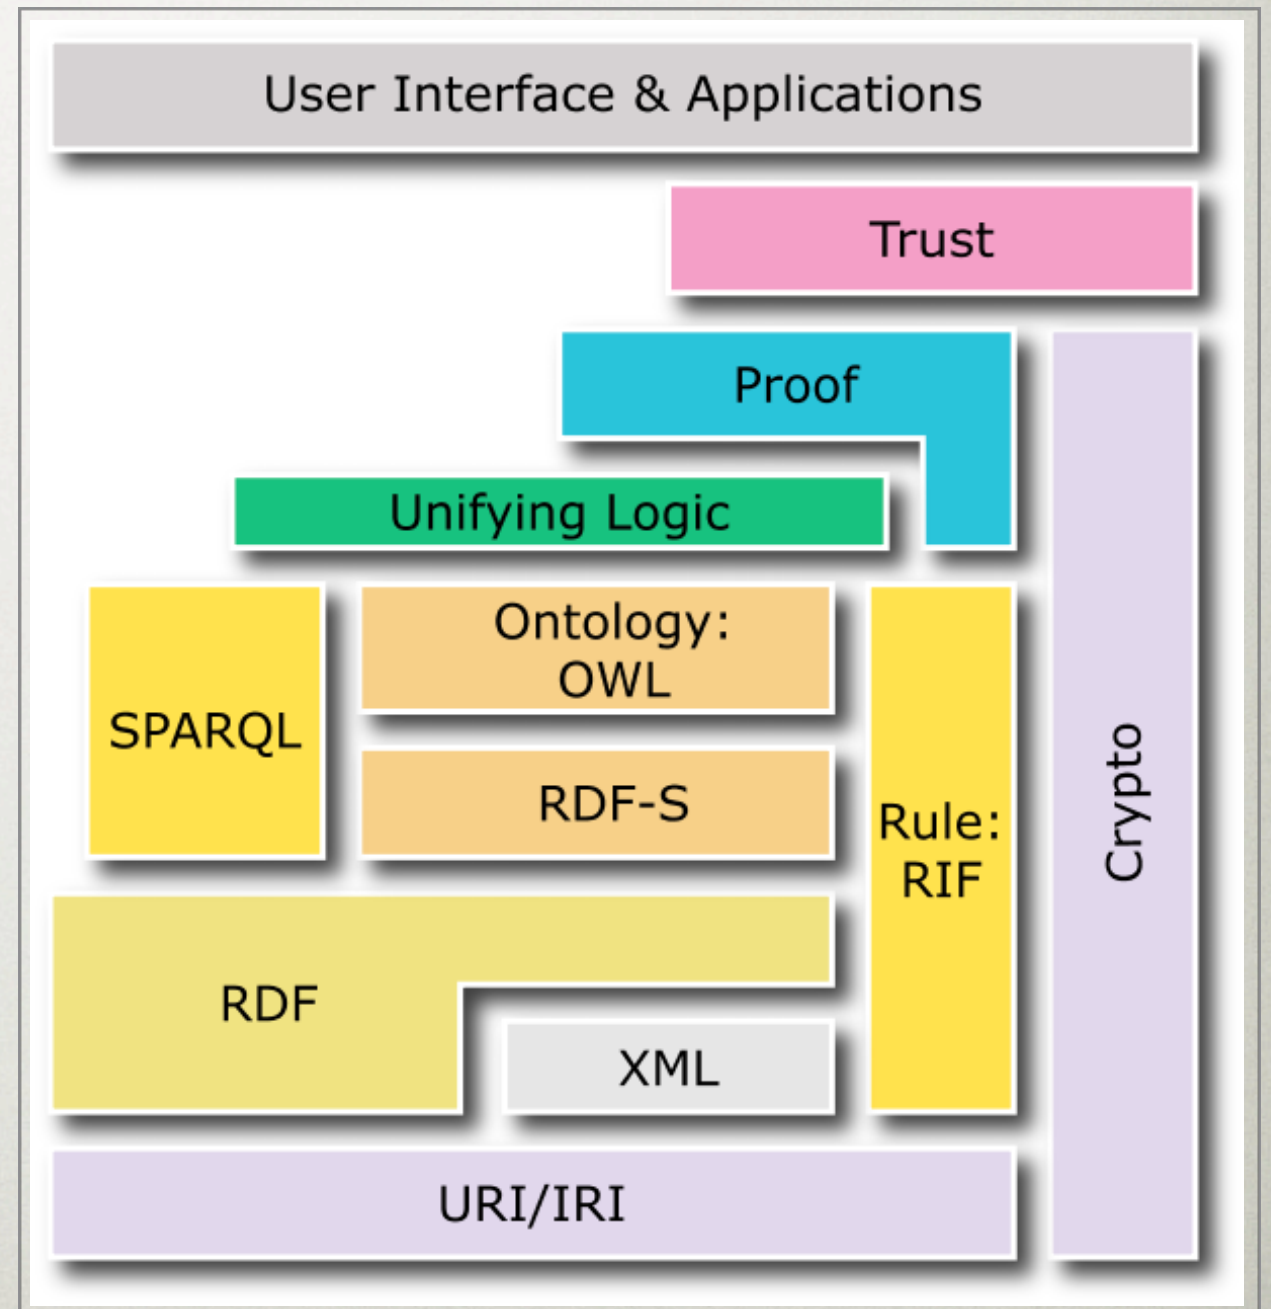 User Interface & Applications
Trust
Proof
Unifying Logic
SPARQL
Ontology:
OWL
RDF-S
Rule:
RIF
Crypto
RDF
XML
URI/IRI